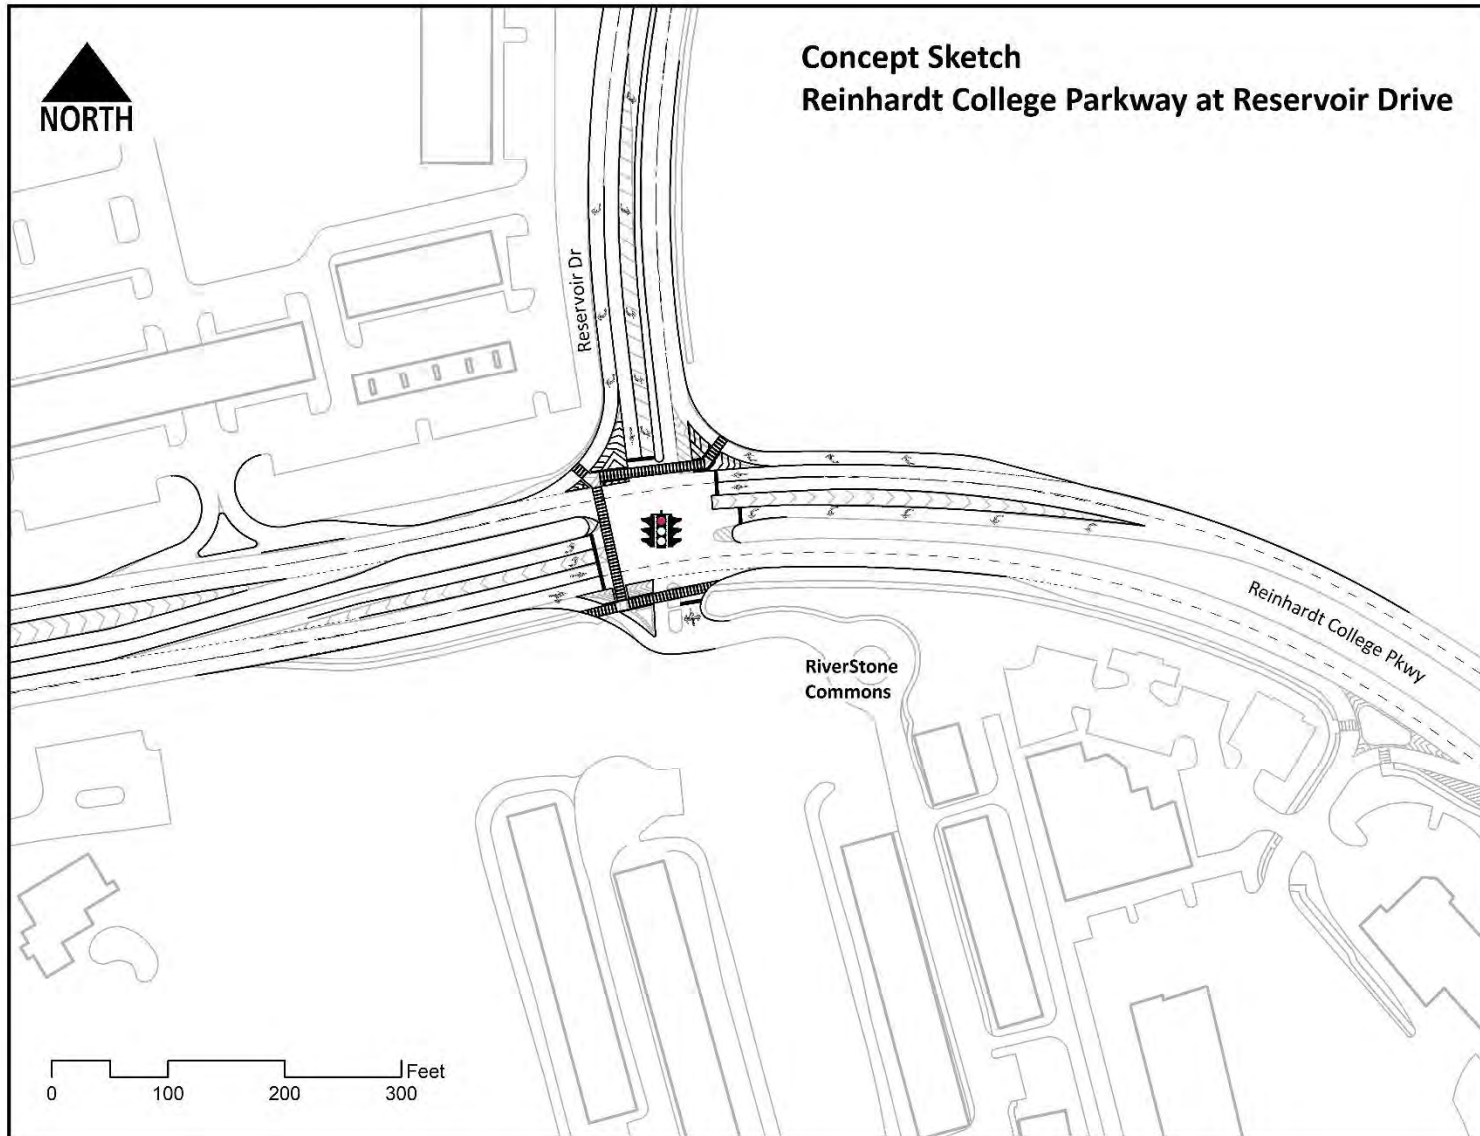 Concept Sketch
Reinhardt College Parkway at Reservoir Drive
NORTH
Reservoir Dr
Reinhardt College Pkwy
RiverStone
Commons
Feet
0 100 200 300